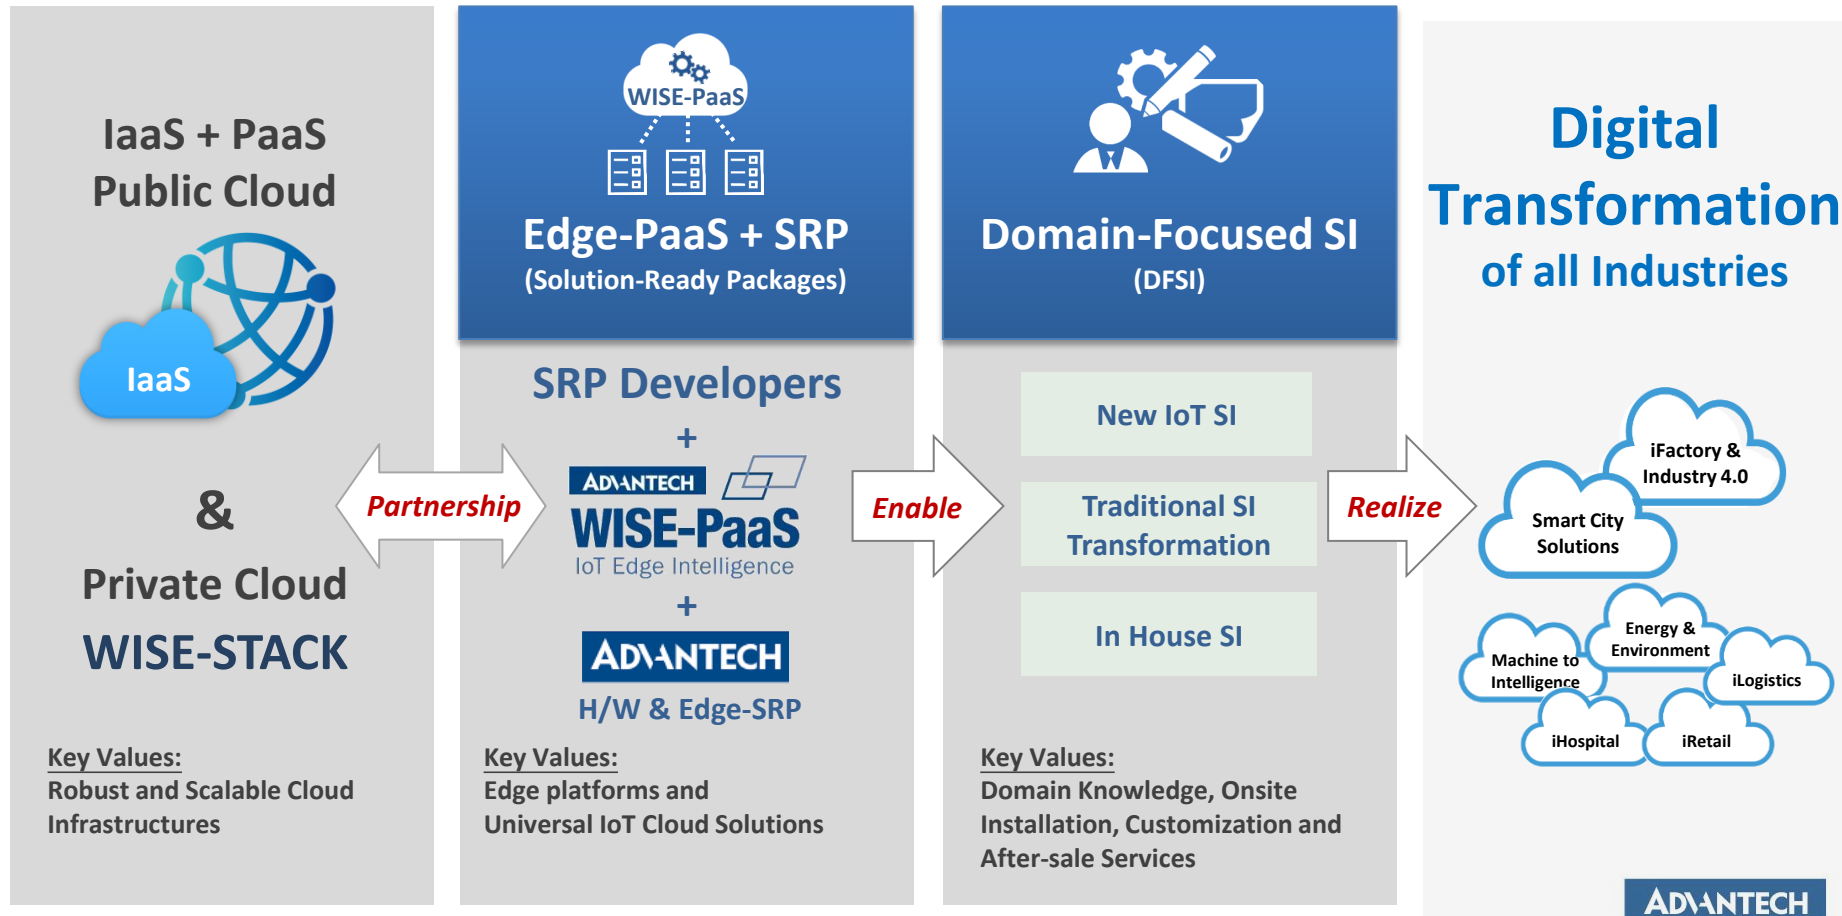 IaaS + PaaS
Public Cloud
IaaS
&
Private Cloud
WISE-STACK
Key Values:
Robust and Scalable Cloud
Infrastructures
Partnership
WISE-PaaS
Edge-PaaS + SRP
(Solution-Ready Packages)
SRP Developers
+
ADVANTECH
WISE-PaaS
IoT Edge Intelligence
+
ADVANTECH
H/W & Edge-SRP
Key Values:
Edge platforms and
Universal IoT Cloud Solutions
Enable
Domain-Focused SI
(DFSI)
New IoT SI
Traditional SI
Transformation
In House SI
Key Values:
Domain Knowledge, Onsite
Installation, Customization and
After-sale Services
Realize
Digital
Transformation
of all Industries
iFactory &
Industry 4.0
Smart City
Solutions
Energy &
Environment
Machine to
Intelligence
iLogistics
iHospital
iRetail
ADVANTECH